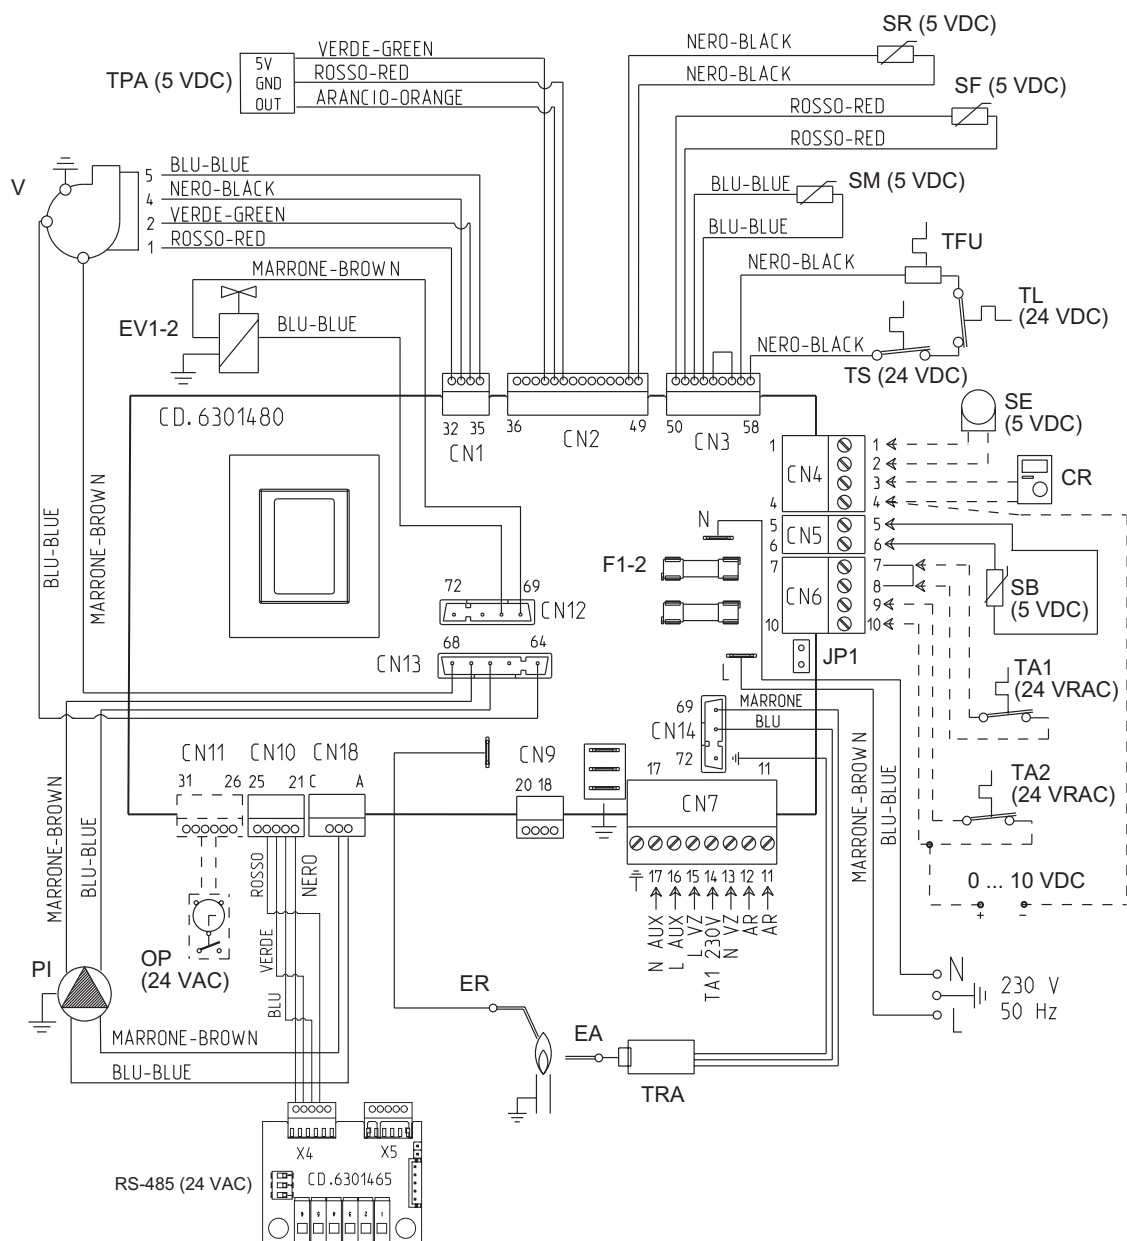 SR (5 VDC)
NERO-BLACK
NERO-BLACK
VERDE-GREEN
ROSSO-RED
ARANCIO-ORANGE
TPA (5 VDC)
5V
GND
OUT
SF (5 VDC)
ROSSO-RED
ROSSO-RED
V
5
4
2
1
BLU-BLUE
NERO-BLACK
VERDE-GREEN
ROSSO-RED
BLU-BLUE
SM (5 VDC)
BLU-BLUE
TFU
NERO-BLACK
TL
(24 VDC)
NERO-BLACK
TS (24 VDC)
MARRONE-BROWN
EV1-2
BLU-BLUE
CD.6301480
32 35
CN1
36 49
CN2
50 58
CN3
SE
(5 VDC)
CR
1
CN4
4
1
2
3
4
5
CN5
6
5
6
7
CN6
10
7
8
9
10
SB
(5 VDC)
N
F1-2
L
JP1
BLU-BLUE
MARRONE-BROWN
72 69
CN12
CN13
68 64
TA1
(24 VRAC)
TA2
(24 VRAC)
0 ... 10 VDC
+ -
MARRONE
BLU
69
CN14
72
MARRONE-BROWN
BLU-BLUE
CN11
31 26
CN10
25 21
CN18
C A
CN9
20 18
17 11
CN7
17 16 15 14 13 12 11
N AUX
L AUX
L VZ
TA1 230V
N VZ
AR
AR
MARRONE-BROWN
BLU-BLUE
ROSSO
NERO
VERDE
BLU
OP
(24 VAC)
PI
MARRONE-BROWN
BLU-BLUE
ER
EA
TRA
N
L
230 V
50 Hz
X4 X5
CD.6301465
RS-485 (24 VAC)
6 5 4 3 2 1